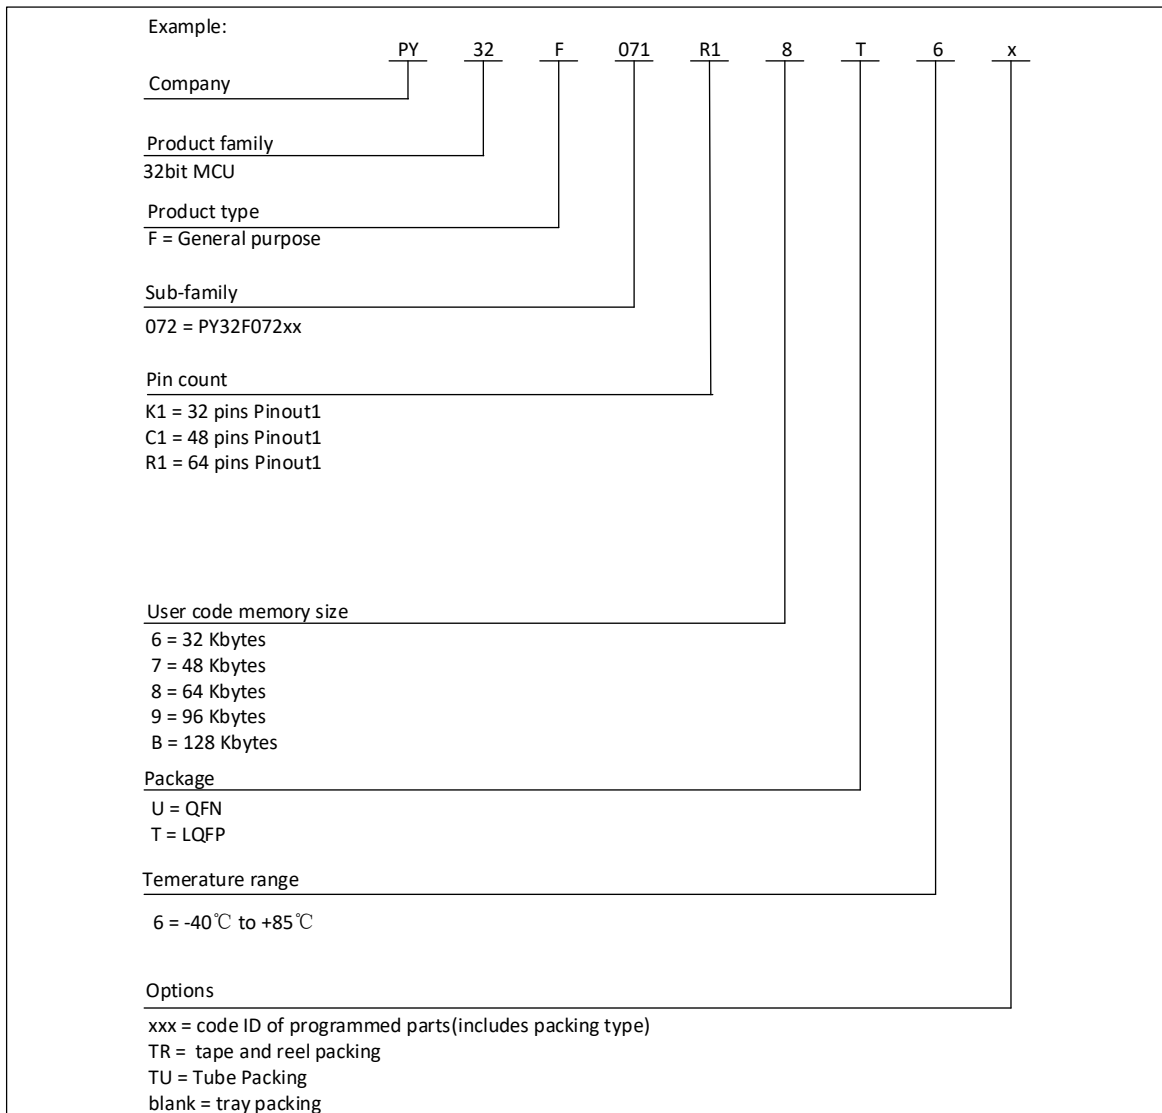 Example:
PY 32 F 071 R1 8 T 6 x
Company
Product family
32bit MCU
Product type
F = General purpose
Sub-family
072 = PY32F072xx
Pin count
K1 = 32 pins Pinout1
C1 = 48 pins Pinout1
R1 = 64 pins Pinout1
User code memory size
6 = 32 Kbytes
7 = 48 Kbytes
8 = 64 Kbytes
9 = 96 Kbytes
B = 128 Kbytes
Package
U = QFN
T = LQFP
Temerature range
6 = -40℃ to +85℃
Options
xxx = code ID of programmed parts(includes packing type)
TR = tape and reel packing
TU = Tube Packing
blank = tray packing